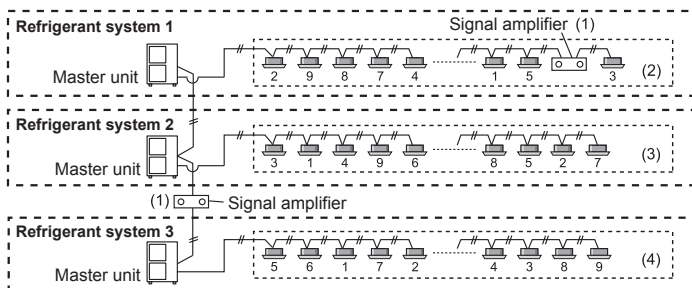 Refrigerant system 1
Signal amplifier (1)
Master unit
2 9 8 7 4 1 5 3 (2)
Refrigerant system 2
Master unit
3 1 4 9 6 8 5 2 7 (3)
(1) Signal amplifier
Refrigerant system 3
Master unit
5 6 1 7 2 4 3 8 9 (4)